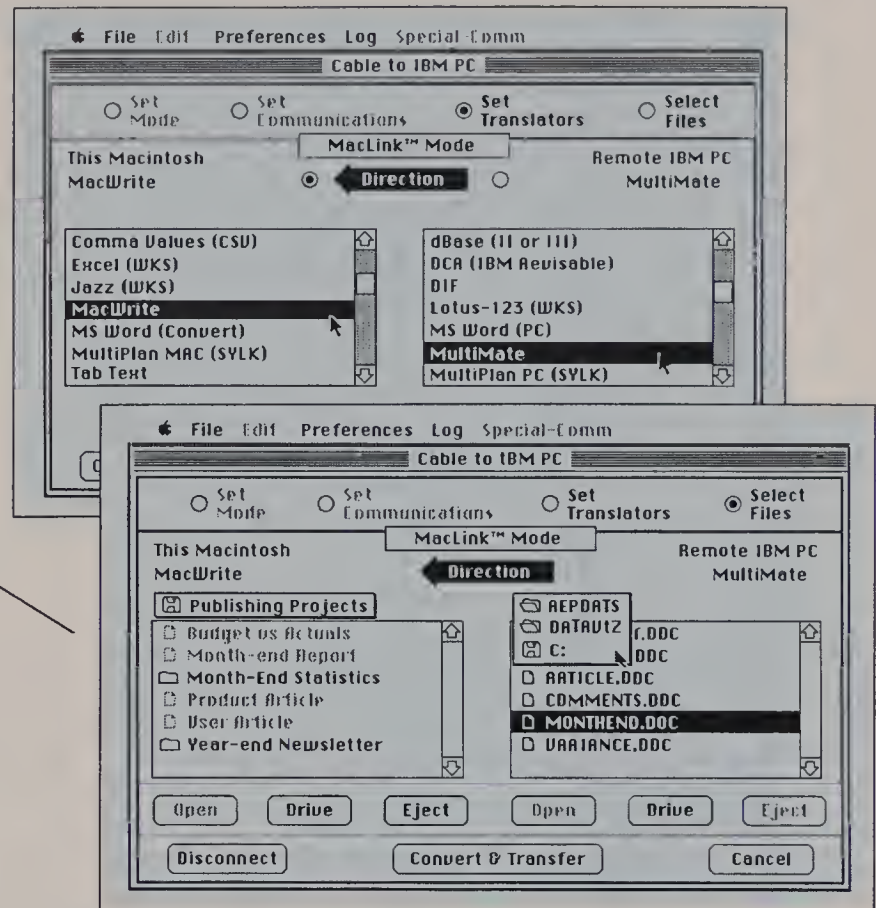 File Edit Preferences Log Special-Comm
Cable to IBM PC
Set Mode
Set Communications
Set Translators
Select Files
MacLink™ Mode
This Macintosh
MacWrite
Direction
Remote IBM PC
MultiMate
Comma Values (CSV)
Excel (WKS)
Jazz (WKS)
MacWrite
MS Word (Convert)
MultiPlan MAC (SYLK)
Tab Text
dBase (II or III)
DCA (IBM Revisable)
DIF
Lotus-123 (WKS)
MS Word (PC)
MultiMate
MultiPlan PC (SYLK)
File Edit Preferences Log Special-Comm
Cable to IBM PC
Set Mode
Set Communications
Set Translators
Select Files
MacLink™ Mode
This Macintosh
MacWrite
Direction
Remote IBM PC
MultiMate
Publishing Projects
Budget vs Actuals
Month-end Report
Month-End Statistics
Product Article
User Article
Year-end Newsletter
C:
ARTICLE.DOC
COMMENTS.DOC
MONTHEND.DOC
VARIANCE.DOC
Open Drive Eject Open Drive Eject
Disconnect Convert & Transfer Cancel